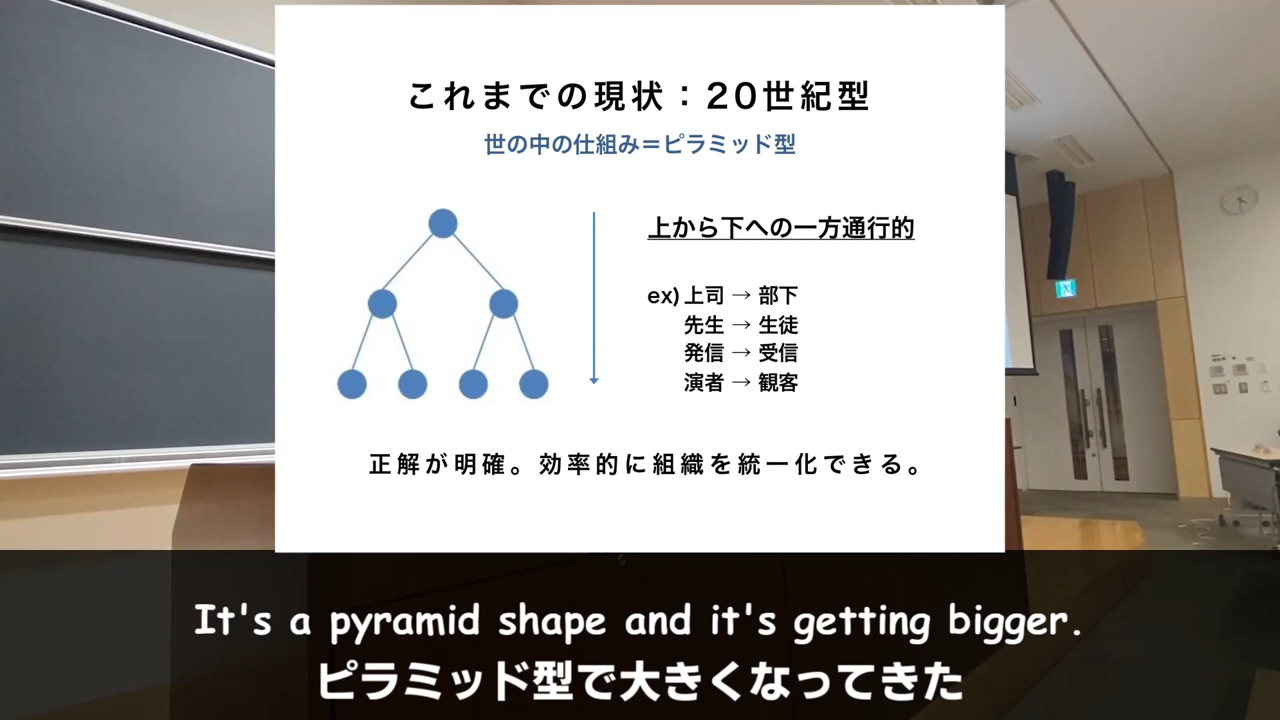 これまでの現状：20世紀型
世の中の仕組み＝ピラミッド型
上から下への一方通行的
ex) 上司 → 部下
先生 → 生徒
発信 → 受信
演者 → 観客
正解が明確。効率的に組織を統一化できる。
It's a pyramid shape and it's getting bigger.
ピラミッド型で大きくなってきた